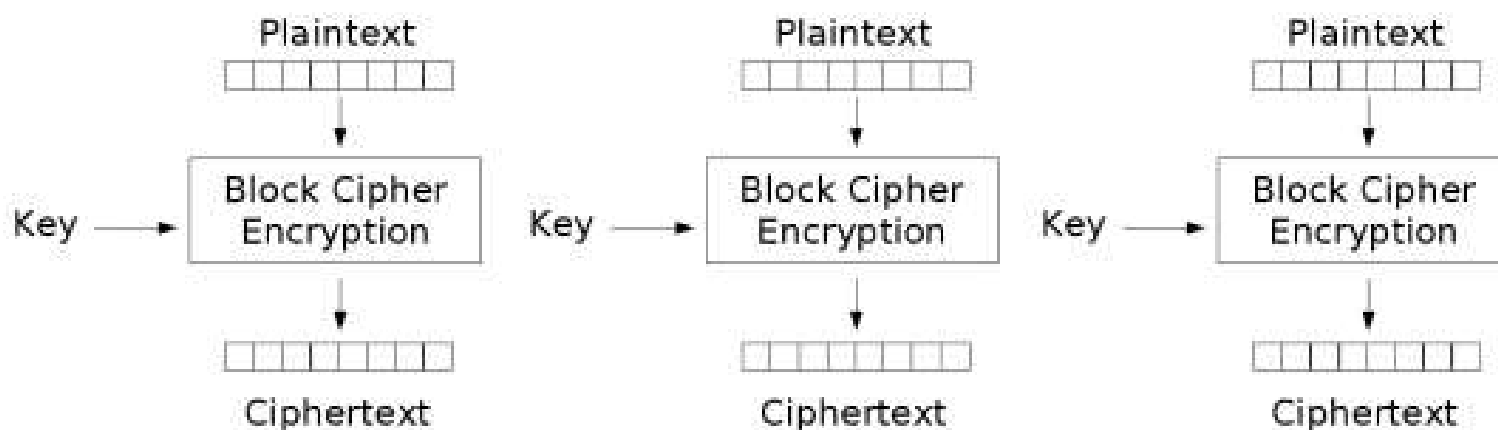 Plaintext
Plaintext
Plaintext
Key
Block Cipher
Encryption
Key
Block Cipher
Encryption
Key
Block Cipher
Encryption
Ciphertext
Ciphertext
Ciphertext